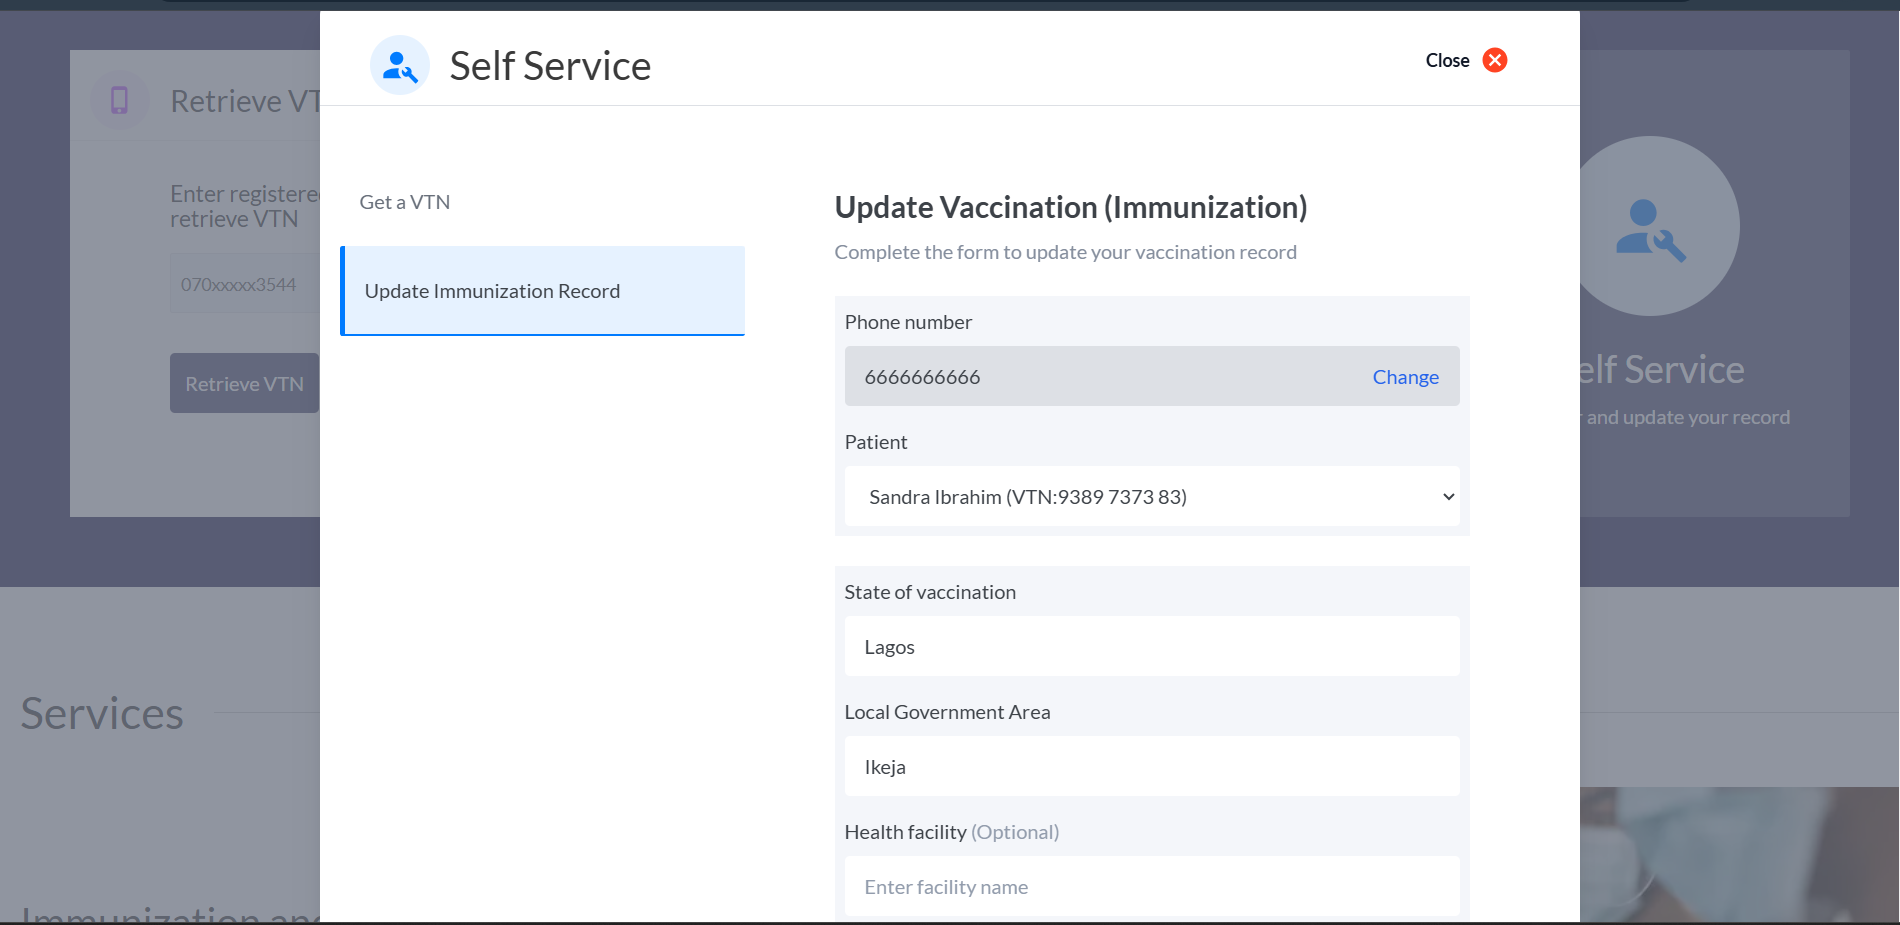 Self Service
Close
Retrieve VT
Enter registere
retrieve VTN
070xxxxx3544
Retrieve VTN
Get a VTN
Update Immunization Record
Update Vaccination (Immunization)
Complete the form to update your vaccination record
Phone number
6666666666
Change
Patient
Sandra Ibrahim (VTN:9389 7373 83)
State of vaccination
Lagos
Local Government Area
Ikeja
Health facility (Optional)
Enter facility name
elf Service
r and update your record
Services
Immunization and